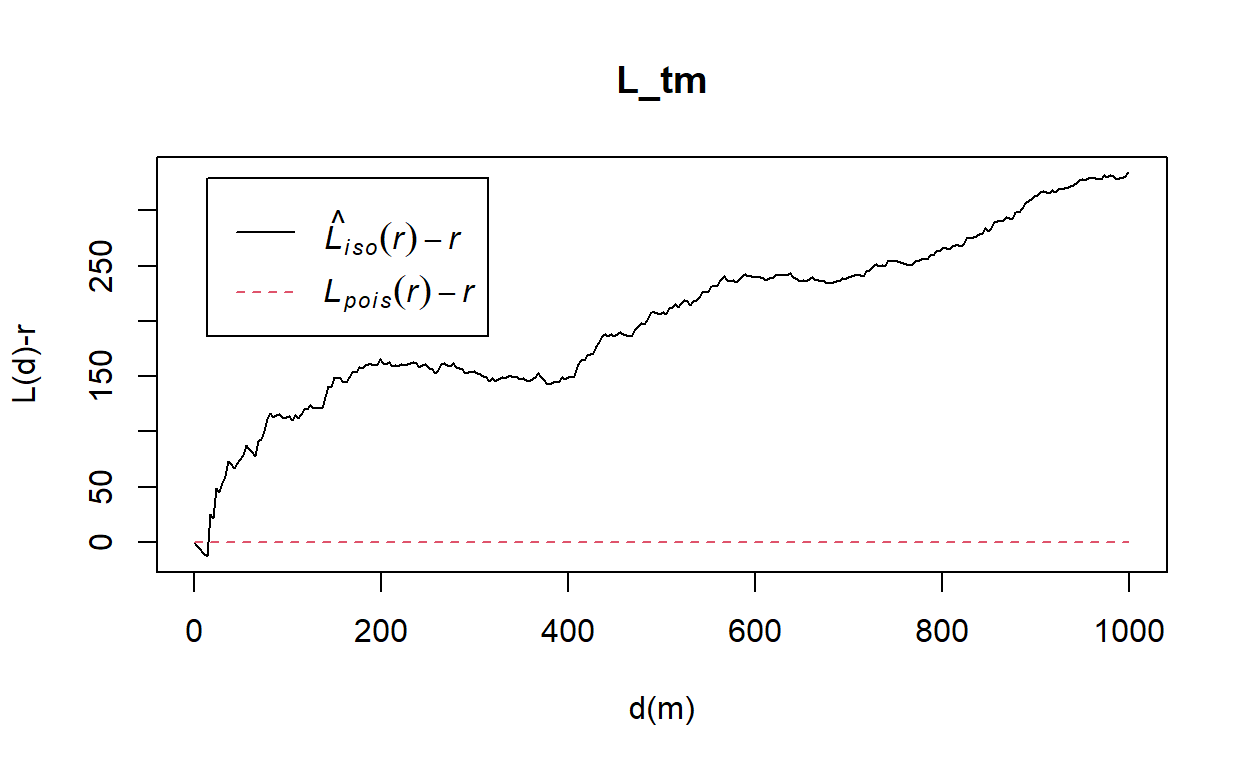 L_tm
L̂iso(r) – r
Lpois(r) – r
L(d)-r
0
50
150
250
0
200
400
600
800
1000
d(m)